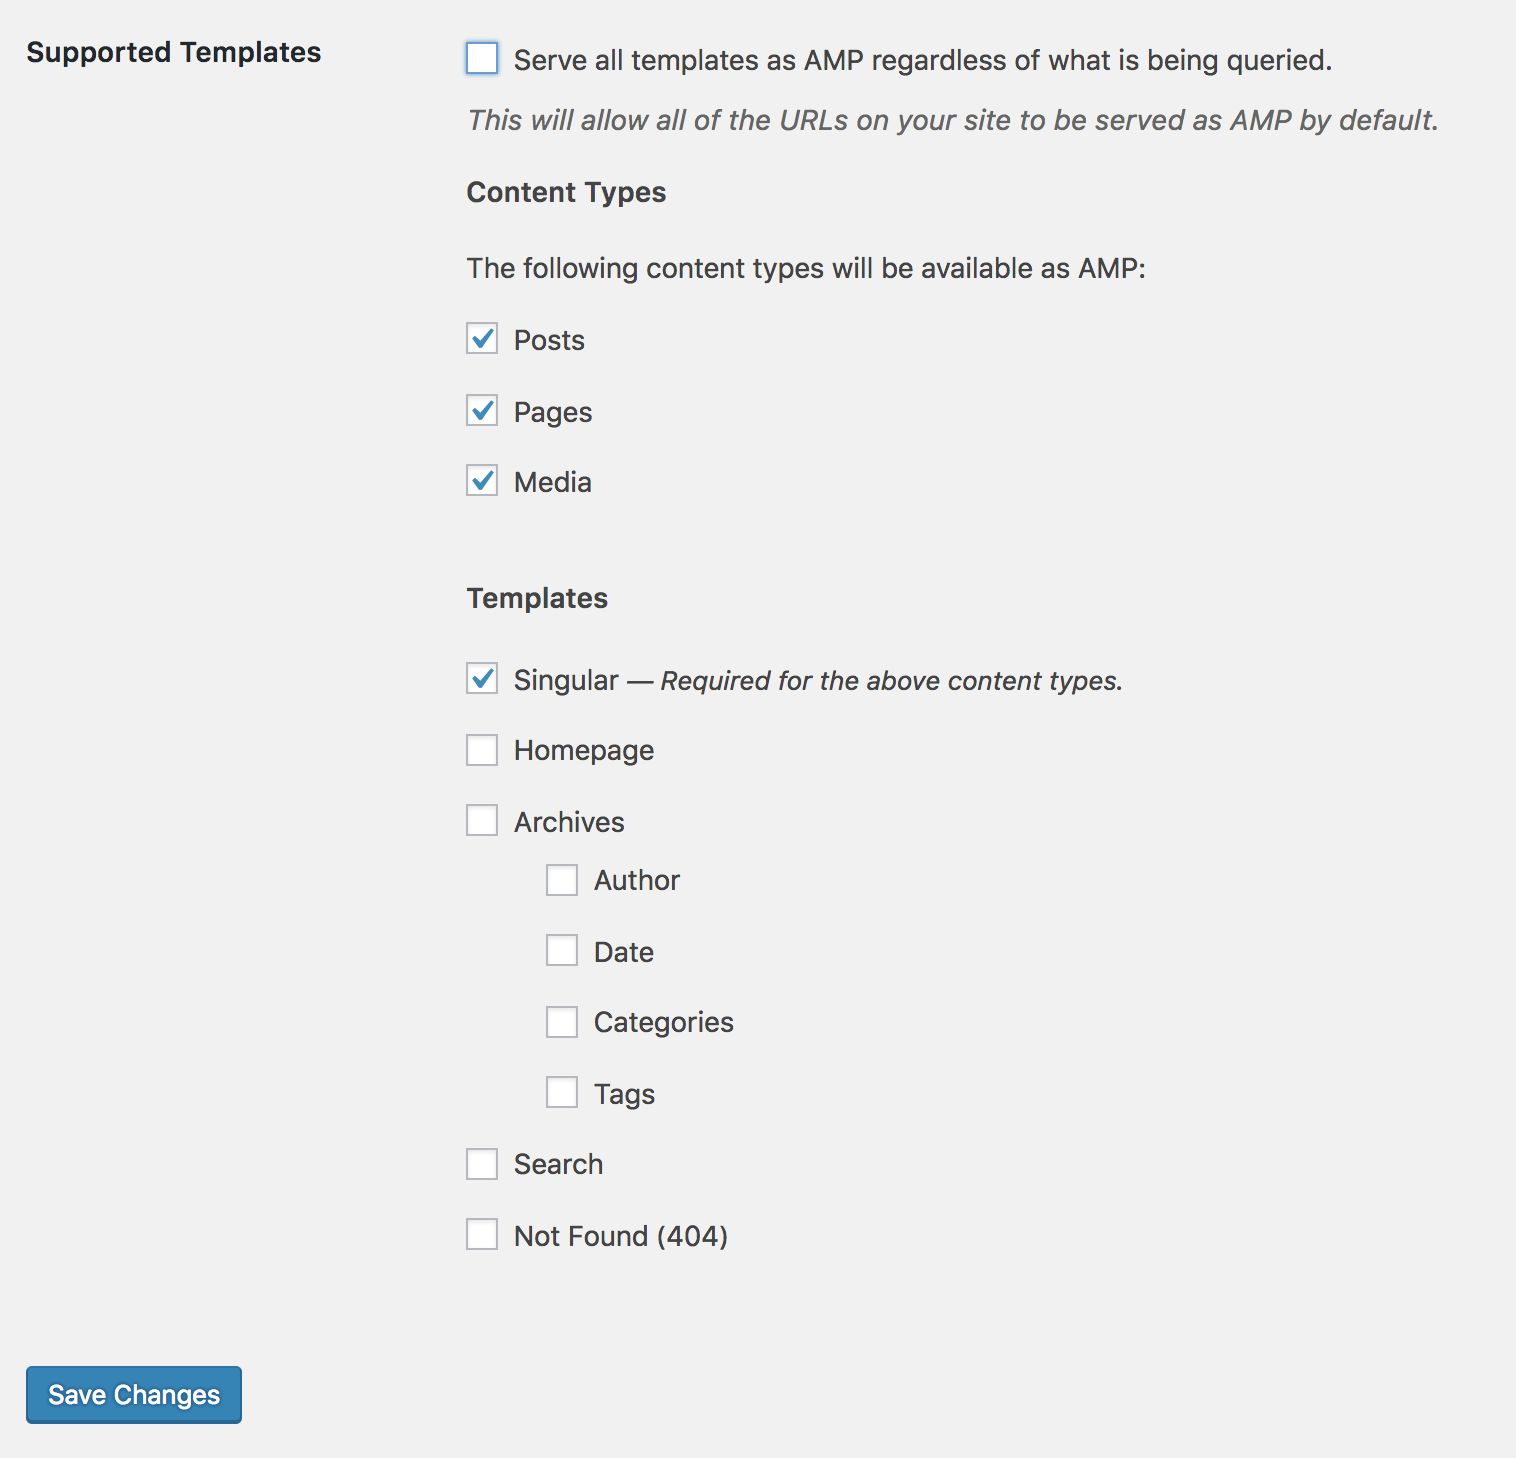 Supported Templates
Serve all templates as AMP regardless of what is being queried.
This will allow all of the URLs on your site to be served as AMP by default.
Content Types
The following content types will be available as AMP:
Posts
Pages
Media
Templates
Singular — Required for the above content types.
Homepage
Archives
Author
Date
Categories
Tags
Search
Not Found (404)
Save Changes